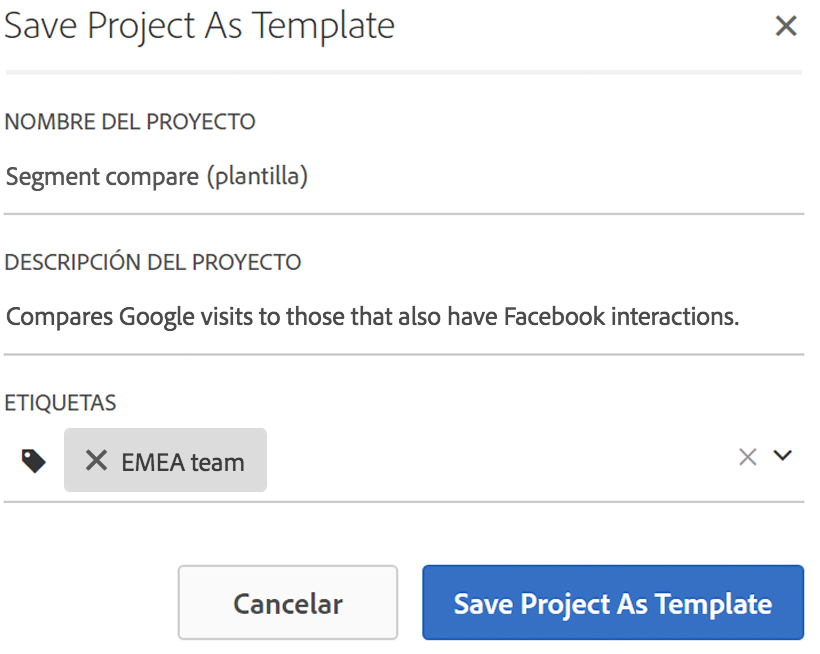 Save Project As Template
NOMBRE DEL PROYECTO
Segment compare (plantilla)
DESCRIPCIÓN DEL PROYECTO
Compares Google visits to those that also have Facebook interactions.
ETIQUETAS
EMEA team
Cancelar
Save Project As Template